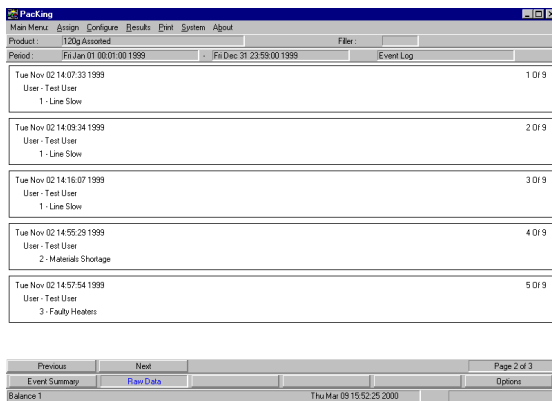 PacKing
Main Menu: Assign Configure Results Print System About
Product : 120g Assorted Filler :
Period : Fri Jan 01 00:01:00 1999 - Fri Dec 31 23:59:00 1999 Event Log
Tue Nov 02 14:07:33 1999 1 Of 9
User - Test User
1 - Line Slow
Tue Nov 02 14:09:34 1999 2 Of 9
User - Test User
1 - Line Slow
Tue Nov 02 14:16:07 1999 3 Of 9
User - Test User
1 - Line Slow
Tue Nov 02 14:55:29 1999 4 Of 9
User - Test User
2 - Materials Shortage
Tue Nov 02 14:57:54 1999 5 Of 9
User - Test User
3 - Faulty Heaters
Previous Next Page 2 of 3
Event Summary Raw Data Options
Balance 1 Thu Mar 09 15:52:25 2000